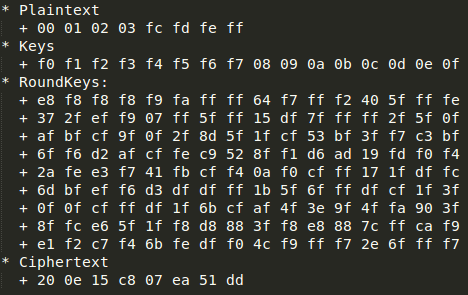 * Plaintext
+ 00 01 02 03 fc fd fe ff
* Keys
+ f0 f1 f2 f3 f4 f5 f6 f7 08 09 0a 0b 0c 0d 0e 0f
* RoundKeys:
+ e8 f8 f8 f8 f9 fa ff ff 64 f7 ff f2 40 5f ff fe
+ 37 2f ef f9 07 ff 5f ff 15 df 7f ff ff 2f 5f 0f
+ af bf cf 9f 0f 2f 8d 5f 1f cf 53 bf 3f f7 c3 bf
+ 6f f6 d2 af cf fe c9 52 8f f1 d6 ad 19 fd f0 f4
+ 2a fe e3 f7 41 fb cf f4 0a f0 cf ff 17 1f df fc
+ 6d bf ef f6 d3 df df ff 1b 5f 6f ff df cf 1f 3f
+ 0f 0f cf ff df 1f 6b cf af 4f 3e 9f 4f fa 90 3f
+ 8f fc e6 5f 1f f8 d8 88 3f f8 e8 88 7c ff ca f9
+ e1 f2 c7 f4 6b fe df f0 4c f9 ff f7 2e 6f ff f7
* Ciphertext
+ 20 0e 15 c8 07 ea 51 dd